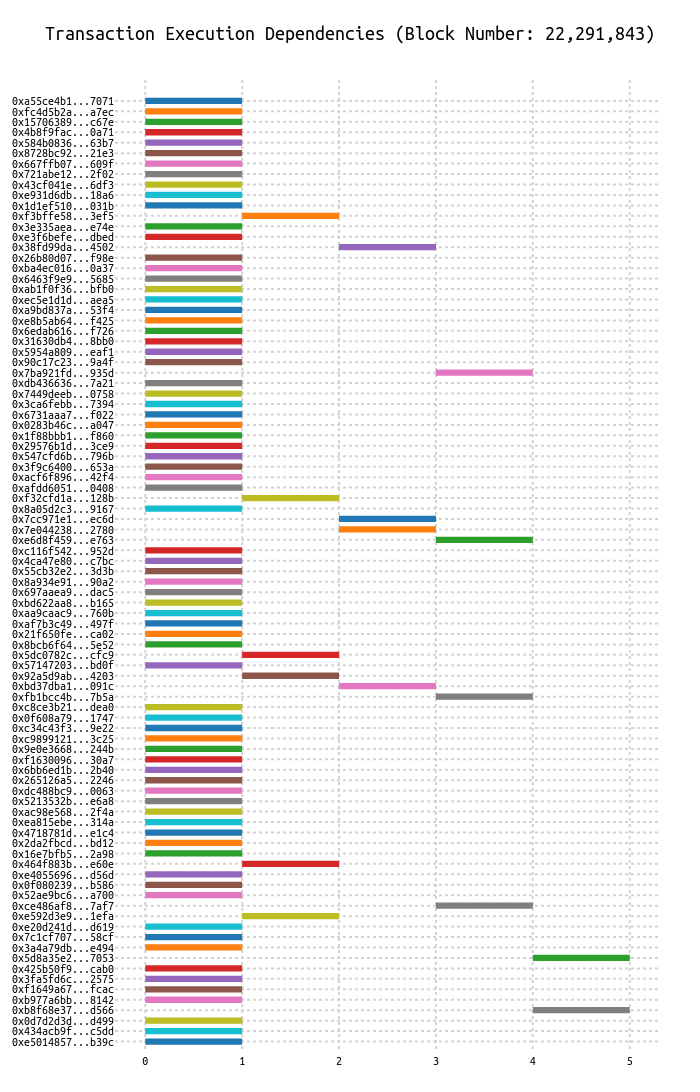 Transaction Execution Dependencies (Block Number: 22,291,843)
0xa55ce4b1...7071
0xfc4d5b2a...a7ec
0x15706389...c67e
0x4b8f9fac...0a71
0x584b0836...63b7
0x8728bc92...21e3
0x667ffb07...609f
0x721abe12...2f02
0x43cf041e...6df3
0xe931d6db...18a6
0x1d1ef510...031b
0xf3bffe58...3ef5
0x3e335aea...e74e
0xe3f6befe...dbed
0x38fd99da...4502
0x26b80d07...f98e
0xba4ec016...0a37
0x6463f9e9...5685
0xab1f0f36...bfb0
0xec5e1d1d...aea5
0xa9bd837a...53f4
0xe8b5ab64...f425
0x6edab616...f726
0x31630db4...8bb0
0x5954a809...eaf1
0x90c17c23...9a4f
0x7ba921fd...935d
0xdb436636...7a21
0x7449deeb...0758
0x3ca6febb...7394
0x6731aaa7...f022
0x0283b46c...a047
0x1f88bbb1...f860
0x29576b1d...3ce9
0x547cfd6b...796b
0x3f9c6400...653a
0xacf6f896...42f4
0xafdd6051...0408
0xf32cfd1a...128b
0x8a05d2c3...9167
0x7cc971e1...ec6d
0x7e044238...2780
0xe6d8f459...e763
0xc116f542...952d
0x4ca47e80...c7bc
0x55cb32e2...3d3b
0x8a934e91...90a2
0x697aaea9...dac5
0xbd622aa8...b165
0xaa9caac9...760b
0xaf7b3c49...497f
0x21f650fe...ca02
0x8bcb6f64...5e52
0x5dc0782c...cfc9
0x57147203...bd0f
0x92a5d9ab...4203
0xbd37dba1...091c
0xfb1bcc4b...7b5a
0xc8ce3b21...dea0
0x0f608a79...1747
0xc34c43f3...9e22
0xc9899121...3c25
0x9e0e3668...244b
0xf1630096...30a7
0x6bb6ed1b...2b40
0x265126a5...2246
0xdc488bc9...0063
0x5213532b...e6a8
0xac98e568...2f4a
0xea815ebe...314a
0x4718781d...e1c4
0x2da2fbcd...bd12
0x16e7bfb5...2a98
0x464f883b...e60e
0xe4055696...d56d
0x0f080239...b586
0x52ae9bc6...a700
0xce486af8...7af7
0xe592d3e9...1efa
0xe20d241d...d619
0x7c1cf707...58cf
0x3a4a79db...e494
0x5d8a35e2...7053
0x425b50f9...cab0
0x3fa5fd6c...2575
0xf1649a67...fcac
0xb977a6bb...8142
0xb8f68e37...d566
0x0d7d2d3d...d499
0x434acb9f...c5dd
0xe5014857...b39c
0 1 2 3 4 5